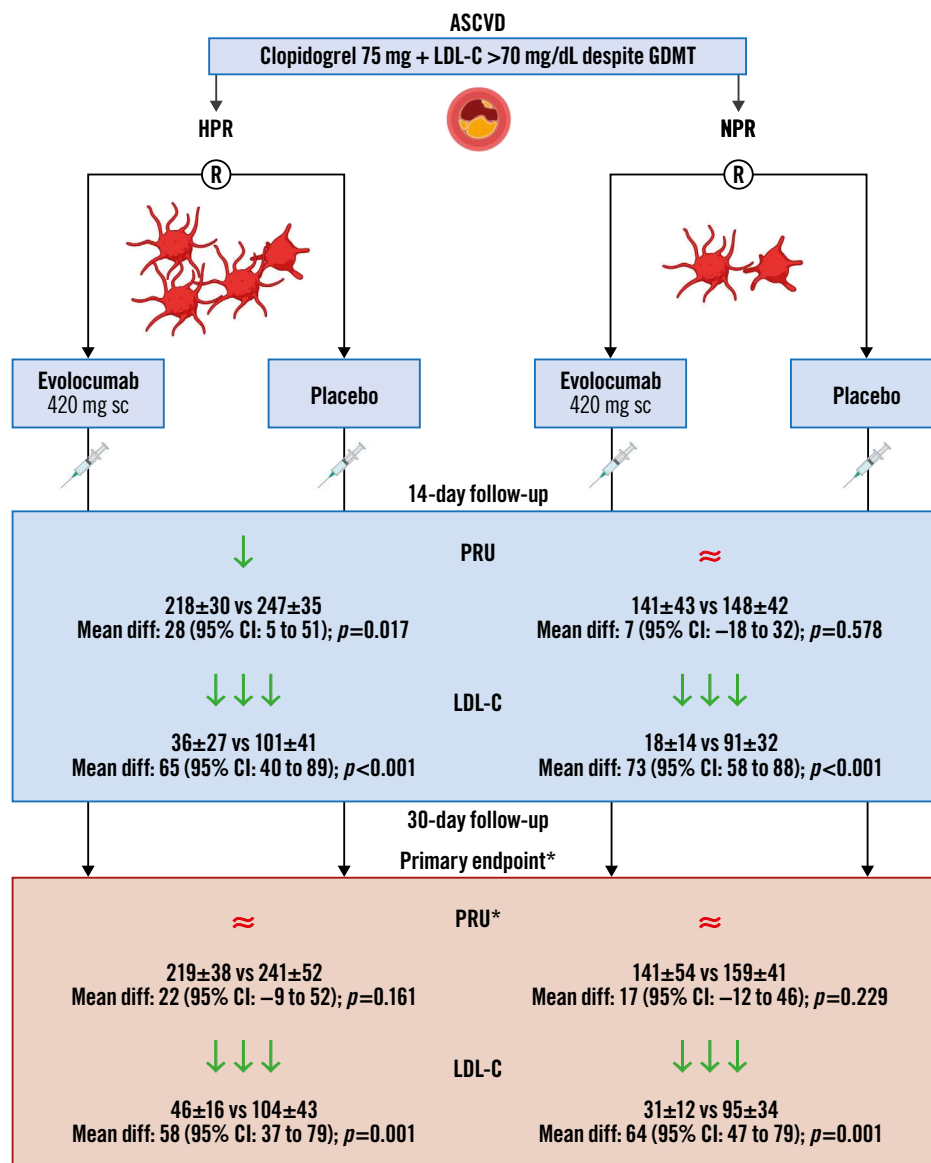 ASCVD
Clopidogrel 75 mg + LDL-C >70 mg/dL despite GDMT
HPR
NPR
R
R
Evolocumab
420 mg sc
Placebo
Evolocumab
420 mg sc
Placebo
14-day follow-up
PRU
218±30 vs 247±35
Mean diff: 28 (95% CI: 5 to 51); p=0.017
141±43 vs 148±42
Mean diff: 7 (95% CI: –18 to 32); p=0.578
LDL-C
36±27 vs 101±41
Mean diff: 65 (95% CI: 40 to 89); p<0.001
18±14 vs 91±32
Mean diff: 73 (95% CI: 58 to 88); p<0.001
30-day follow-up
Primary endpoint*
PRU*
219±38 vs 241±52
Mean diff: 22 (95% CI: –9 to 52); p=0.161
141±54 vs 159±41
Mean diff: 17 (95% CI: –12 to 46); p=0.229
LDL-C
46±16 vs 104±43
Mean diff: 58 (95% CI: 37 to 79); p=0.001
31±12 vs 95±34
Mean diff: 64 (95% CI: 47 to 79); p=0.001